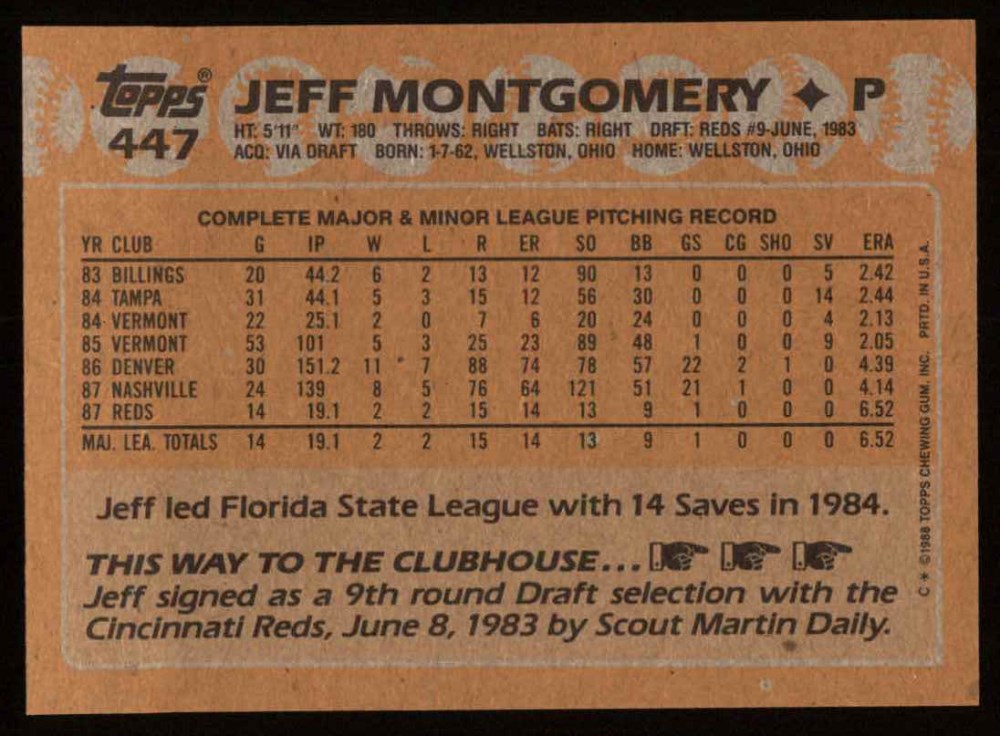 topps® JEFF MONTGOMERY ✦ P
447 HT: 5'11" WT: 180 THROWS: RIGHT BATS: RIGHT DRFT: REDS #9-JUNE, 1983
ACQ: VIA DRAFT BORN: 1-7-62, WELLSTON, OHIO HOME: WELLSTON, OHIO
COMPLETE MAJOR & MINOR LEAGUE PITCHING RECORD
YR CLUB G IP W L R ER SO BB GS CG SHO SV ERA
83 BILLINGS 20 44.2 6 2 13 12 90 13 0 0 0 5 2.42
84 TAMPA 31 44.1 5 3 15 12 56 30 0 0 0 14 2.44
84 VERMONT 22 25.1 2 0 7 6 20 24 0 0 0 4 2.13
85 VERMONT 53 101 5 3 25 23 89 48 1 0 0 9 2.05
86 DENVER 30 151.2 11 7 88 74 78 57 22 2 1 0 4.39
87 NASHVILLE 24 139 8 5 76 64 121 51 21 1 0 0 4.14
87 REDS 14 19.1 2 2 15 14 13 9 1 0 0 0 6.52
MAJ. LEA. TOTALS 14 19.1 2 2 15 14 13 9 1 0 0 0 6.52
Jeff led Florida State League with 14 Saves in 1984.
THIS WAY TO THE CLUBHOUSE...
Jeff signed as a 9th round Draft selection with the
Cincinnati Reds, June 8, 1983 by Scout Martin Daily.
C * ©1988 TOPPS CHEWING GUM, INC. PRTD. IN U.S.A.